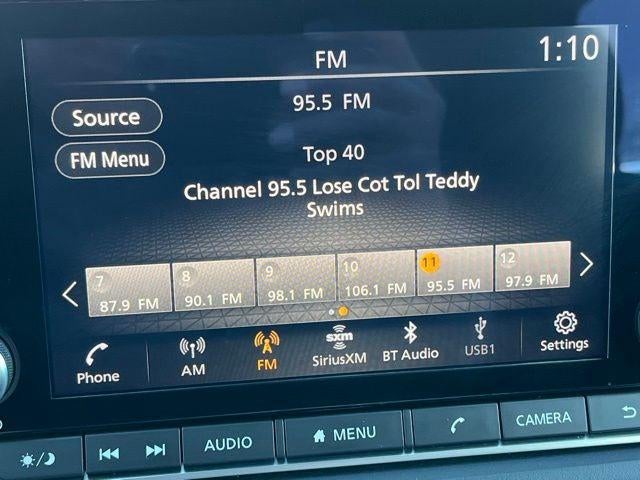 FM
1:10
Source
95.5 FM
FM Menu
Top 40
Channel 95.5 Lose Cot Tol Teddy
Swims
7 8 9 10 11 12
87.9 FM 90.1 FM 98.1 FM 106.1 FM 95.5 FM 97.9 FM
sxm
Phone AM FM SiriusXM BT Audio USB1 Settings
AUDIO MENU CAMERA